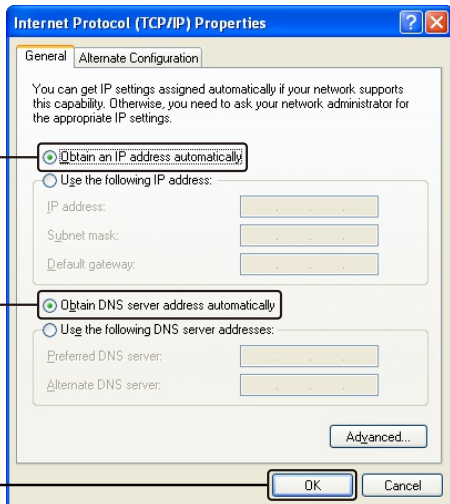 Internet Protocol (TCP/IP) Properties
General
Alternate Configuration
You can get IP settings assigned automatically if your network supports
this capability. Otherwise, you need to ask your network administrator for
the appropriate IP settings.
Obtain an IP address automatically
Use the following IP address:
IP address:
Subnet mask:
Default gateway:
Obtain DNS server address automatically
Use the following DNS server addresses:
Preferred DNS server:
Alternate DNS server:
Advanced...
OK
Cancel